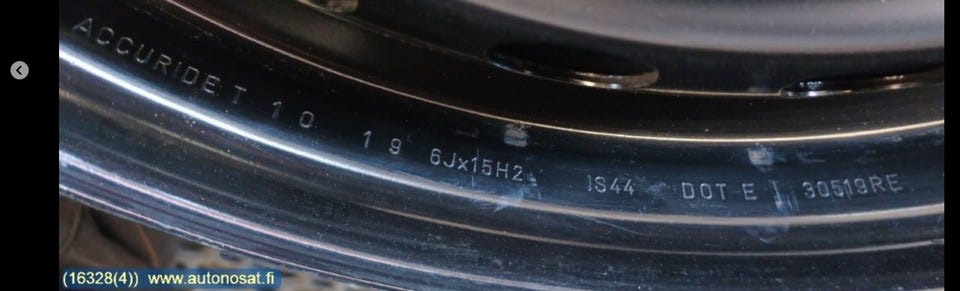 ACCURIDE T 10 19 6Jx15H2 IS44 DOT E 30519RE
(16328(4)) www.autonosat.fi